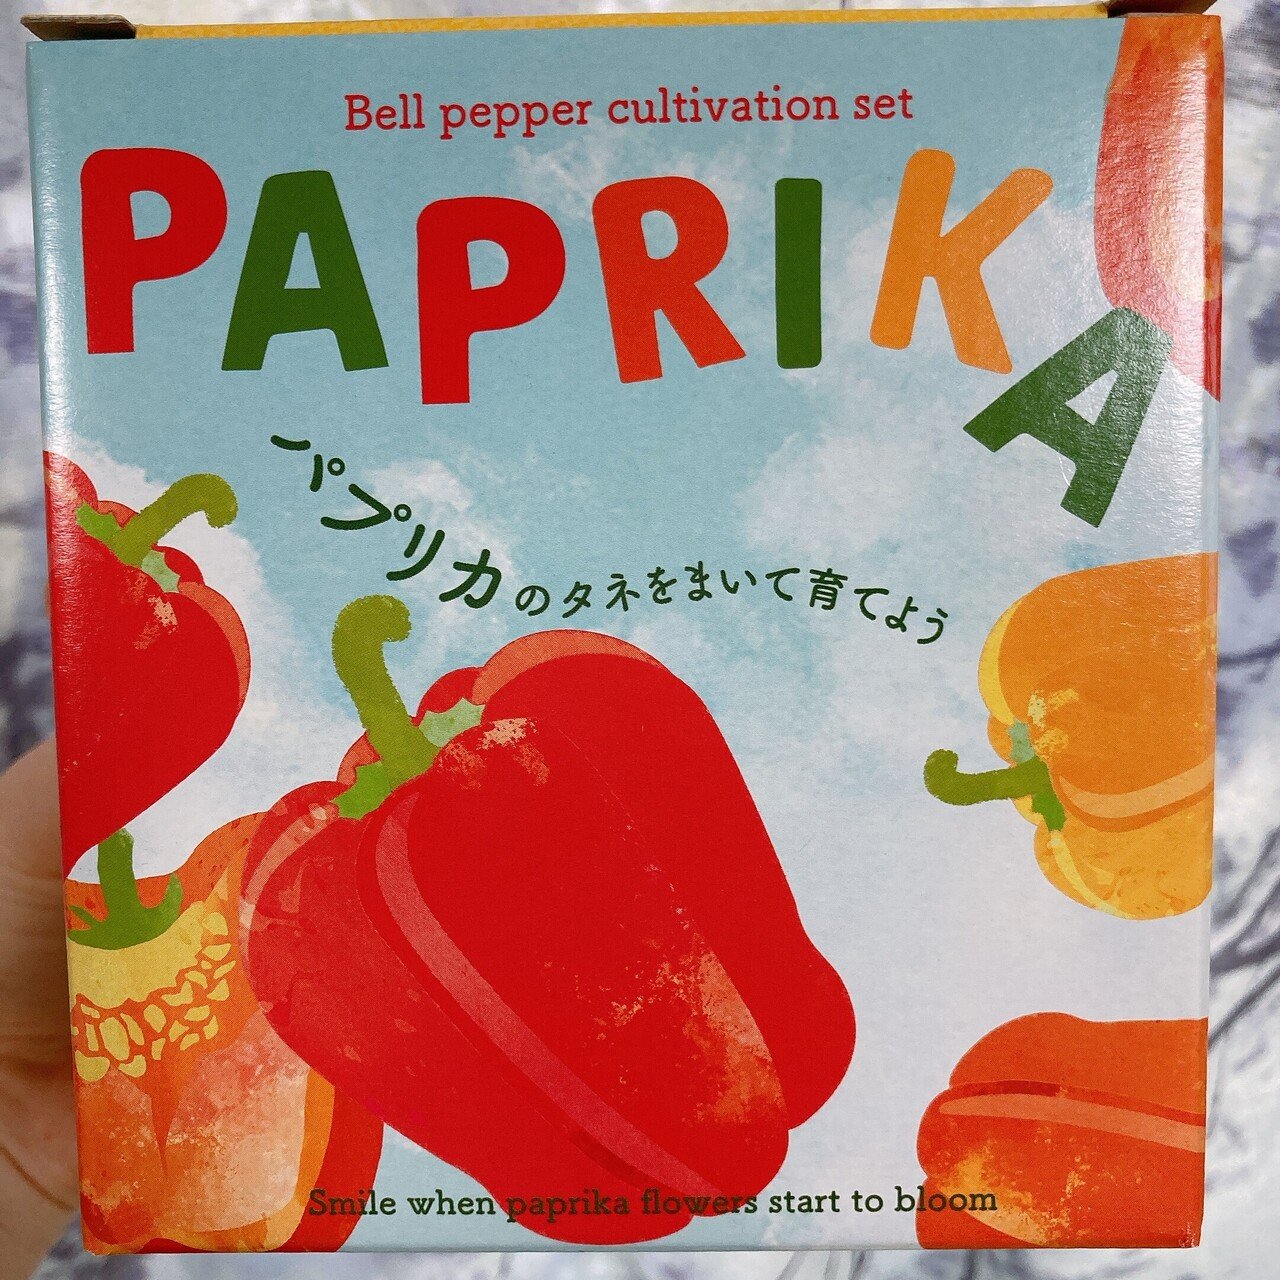 Bell pepper cultivation set
PAPRIKA
パプリカのタネをまいて育てよう
Smile when paprika flowers start to bloom